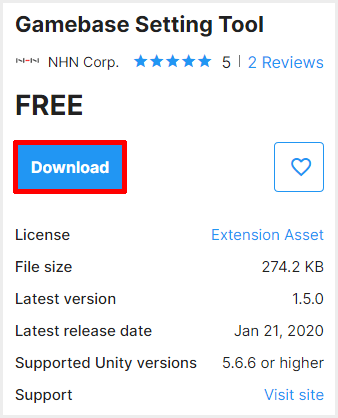 Gamebase Setting Tool
NHN NHN Corp. 5 | 2 Reviews
FREE
Download
License Extension Asset
File size 274.2 KB
Latest version 1.5.0
Latest release date Jan 21, 2020
Supported Unity versions 5.6.6 or higher
Support Visit site